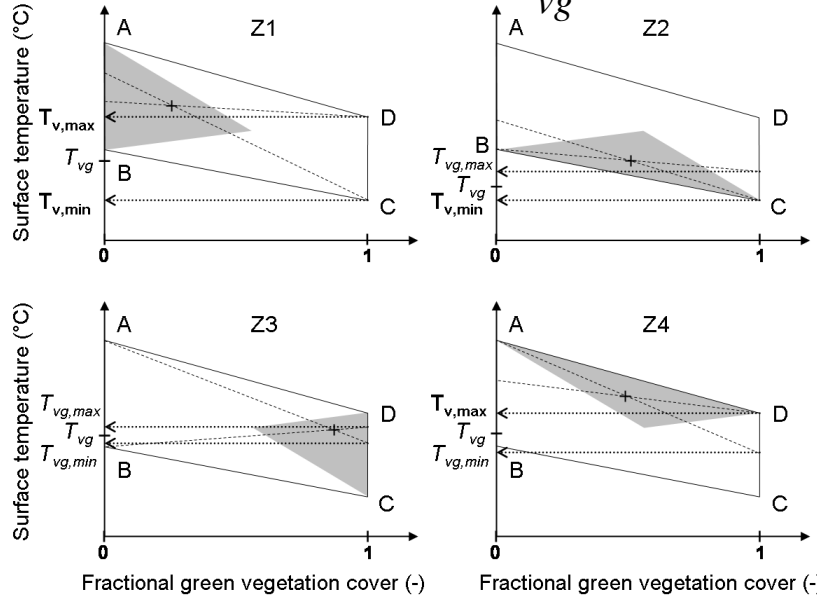 vg
Surface temperature (°C)
A
Z1
D
T_v,max
T_vg
B
T_v,min
C
0
1
A
Z2
D
B
T_vg,max
T_vg
T_v,min
C
0
1
Surface temperature (°C)
A
Z3
T_vg,max
D
T_vg
T_vg,min
B
C
0
1
Fractional green vegetation cover (-)
A
Z4
T_v,max
D
T_vg
T_vg,min
B
C
0
1
Fractional green vegetation cover (-)